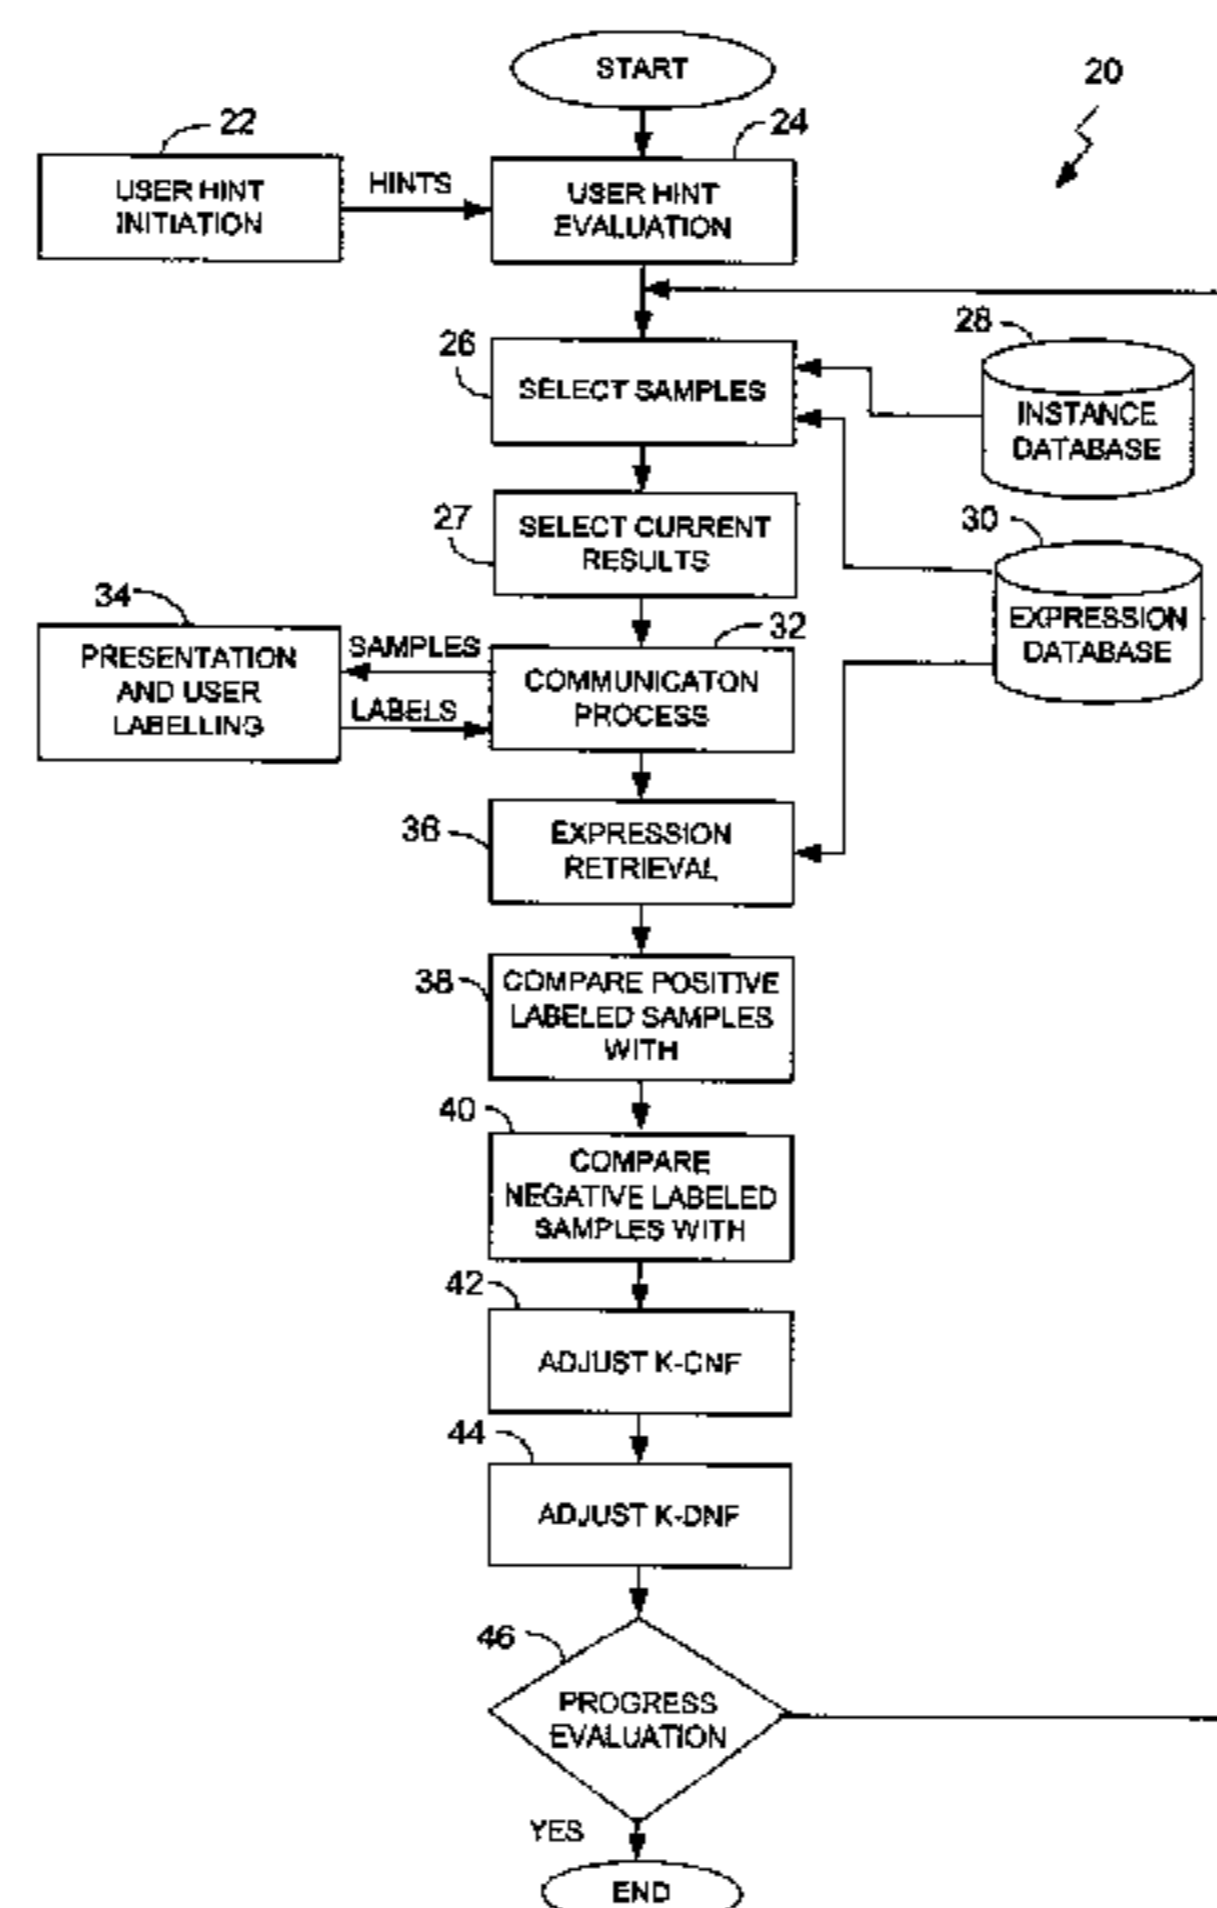 START
20
22
24
USER HINT
INITIATION
HINTS
USER HINT
EVALUATION
26
SELECT SAMPLES
28
INSTANCE
DATABASE
27
SELECT CURRENT
RESULTS
30
EXPRESSION
DATABASE
34
PRESENTATION
AND USER
LABELLING
SAMPLES
LABELS
32
COMMUNICATON
PROCESS
36
EXPRESSION
RETRIEVAL
38
COMPARE POSITIVE
LABELED SAMPLES
WITH
40
COMPARE
NEGATIVE LABELED
SAMPLES WITH
42
ADJUST K-CNF
44
ADJUST K-DNF
46
PROGRESS
EVALUATION
YES
END